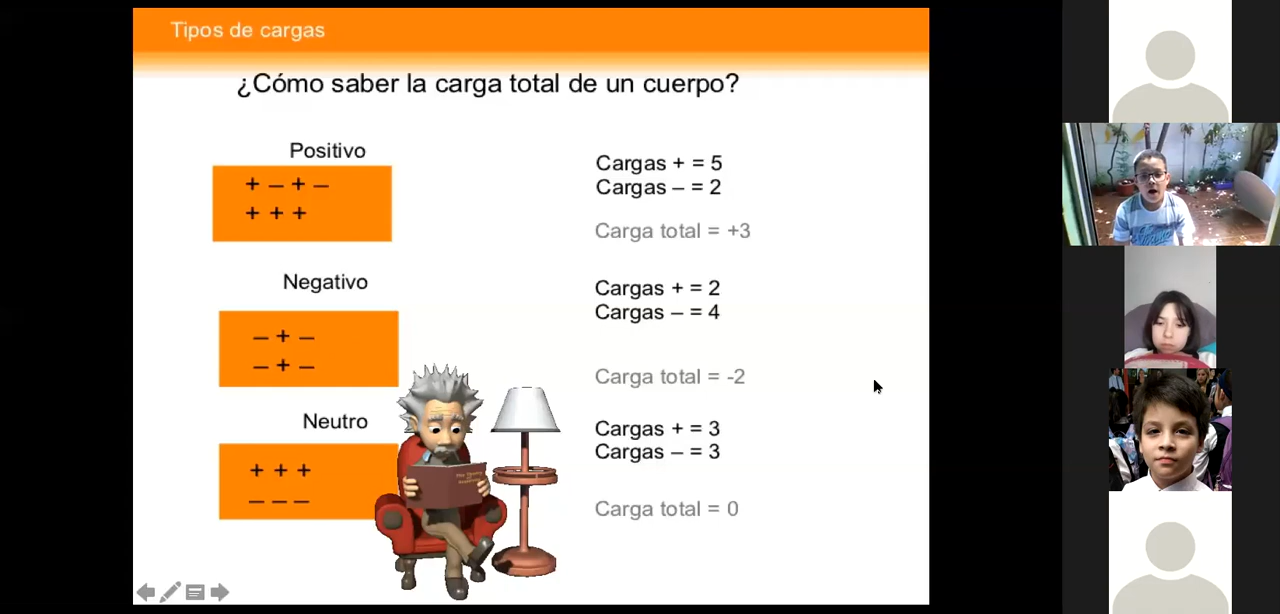 Tipos de cargas
¿Cómo saber la carga total de un cuerpo?
Positivo
+ – + –
+ + +
Cargas + = 5
Cargas – = 2
Carga total = +3
Negativo
– + –
– + –
Cargas + = 2
Cargas – = 4
Carga total = -2
Neutro
+ + +
– – –
Cargas + = 3
Cargas – = 3
Carga total = 0